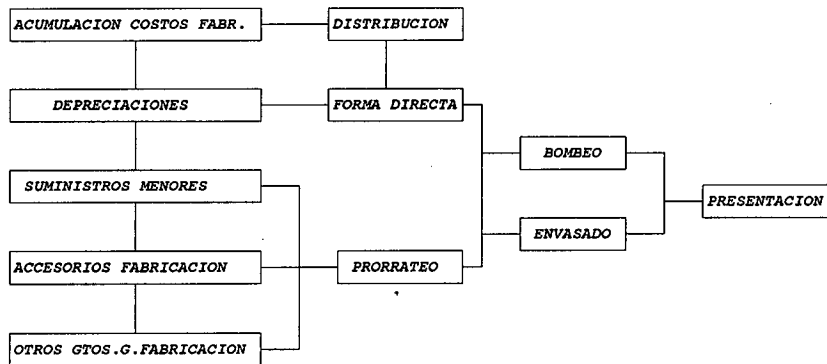 ACUMULACION COSTOS FABR.
DISTRIBUCION
DEPRECIACIONES
FORMA DIRECTA
BOMBEO
SUMINISTROS MENORES
PRESENTACION
ENVASADO
ACCESORIOS FABRICACION
PRORRATEO
OTROS GTOS.G.FABRICACION